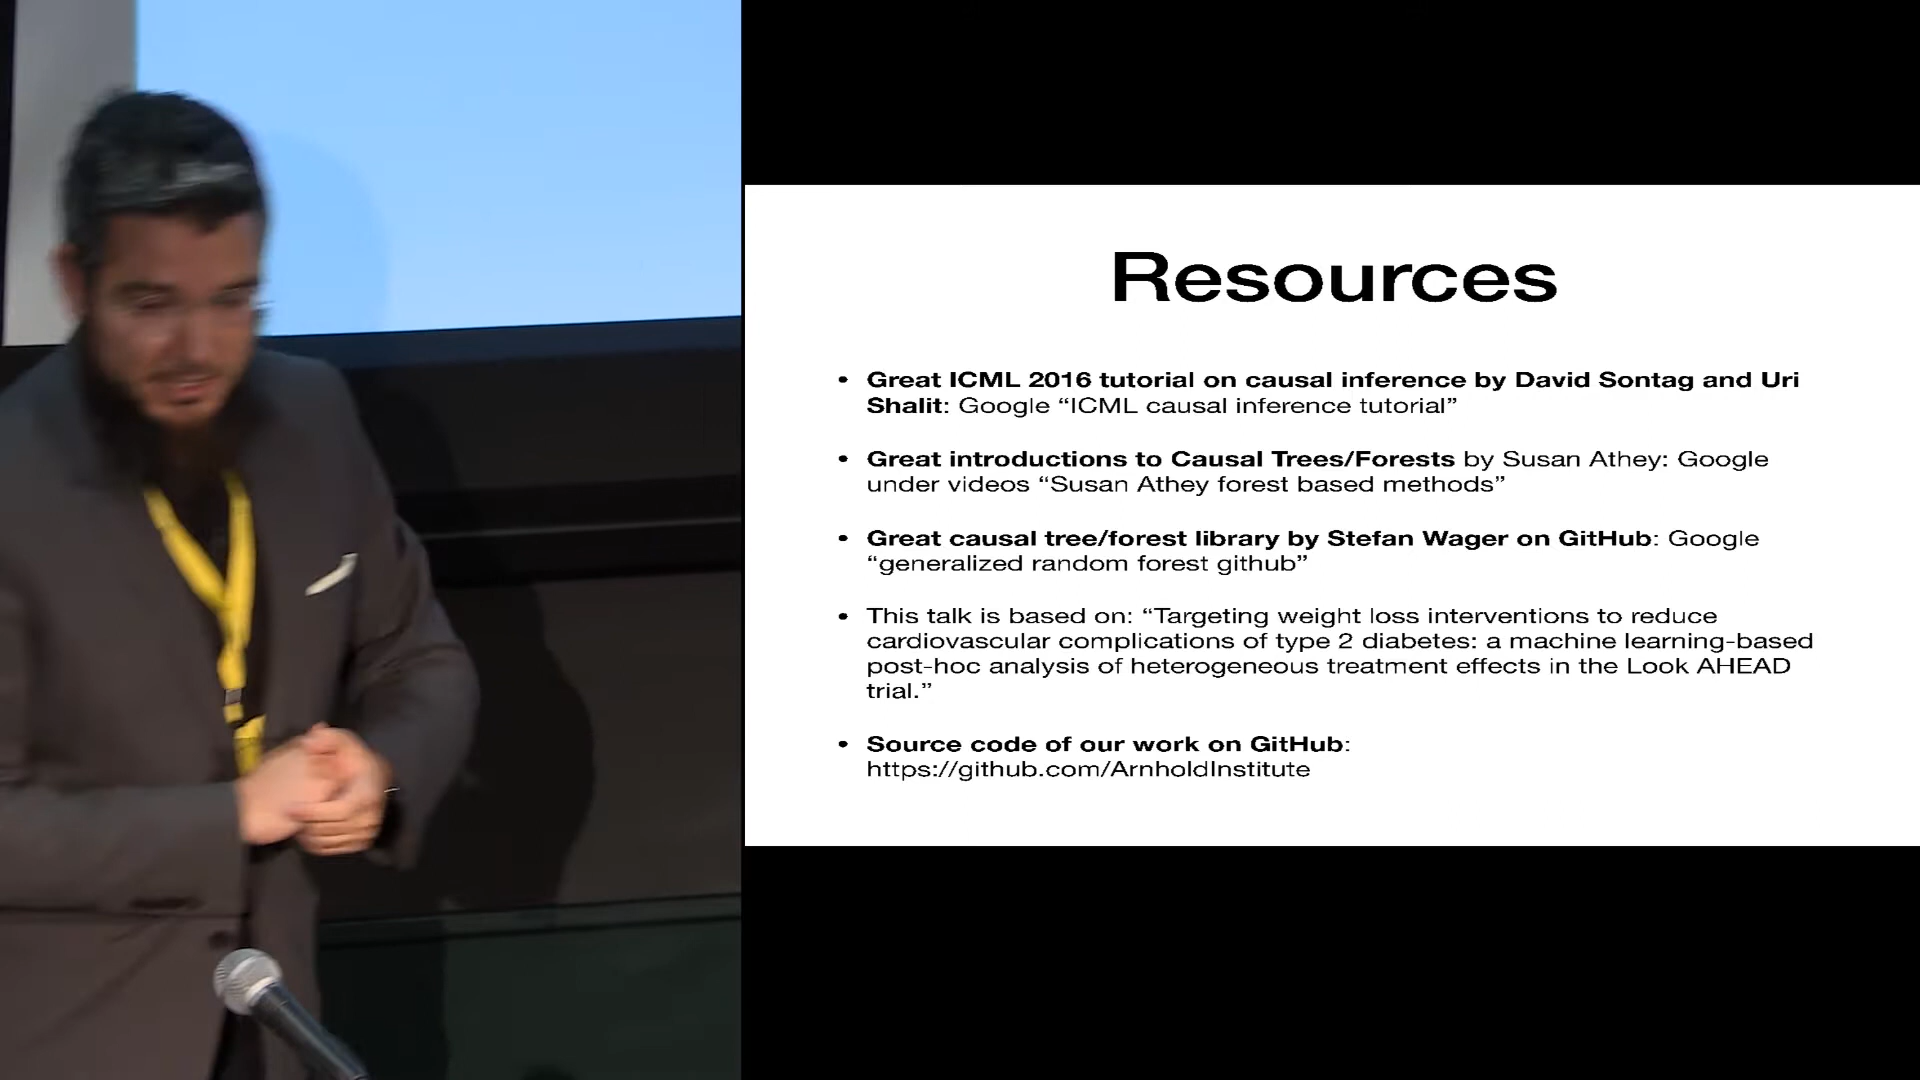 Resources
• Great ICML 2016 tutorial on causal inference by David Sontag and Uri
Shalit: Google “ICML causal inference tutorial”
• Great introductions to Causal Trees/Forests by Susan Athey: Google
under videos “Susan Athey forest based methods”
• Great causal tree/forest library by Stefan Wager on GitHub: Google
“generalized random forest github”
• This talk is based on: “Targeting weight loss interventions to reduce
cardiovascular complications of type 2 diabetes: a machine learning-based
post-hoc analysis of heterogeneous treatment effects in the Look AHEAD
trial.”
• Source code of our work on GitHub:
https://github.com/ArnholdInstitute